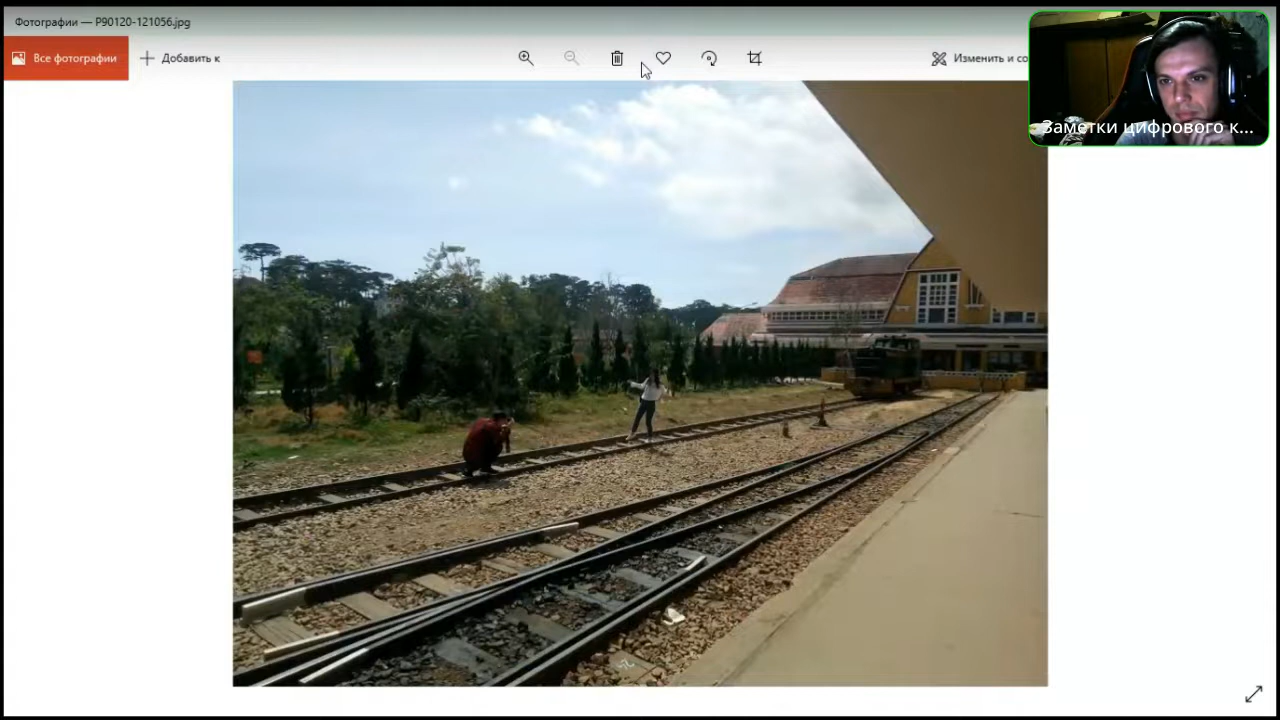 Фотографии — P90120-121056.jpg
Все фотографии
Добавить к
Изменить и со
Заметки цифрового к...